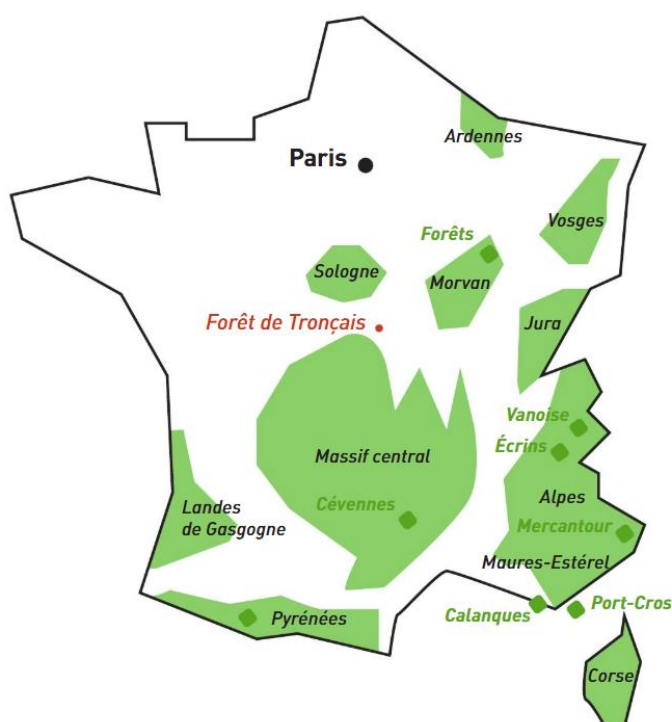 Ardennes
Paris
Vosges
Forêts
Sologne
Morvan
Forêt de Tronçais
Jura
Vanoise
Écrins
Massif central
Alpes
Cévennes
Landes
de Gasgogne
Mercantour
Maures-Estérel
Calanques
Port-Cros
Pyrénées
Corse